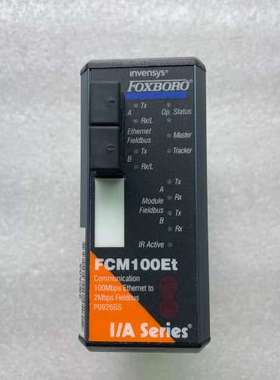 invensys
FOXBORO
Tx
A
Rx/L
Op. Status
Ethernet
Fieldbus
Master
Tx
B
Rx/L
Tracker
A
Tx
Module
Fieldbus
Rx
Tx
B
Rx
IR Active
FCM100Et
Communication
100Mbps Ethernet to
2Mbps Fieldbus
I/A Series®